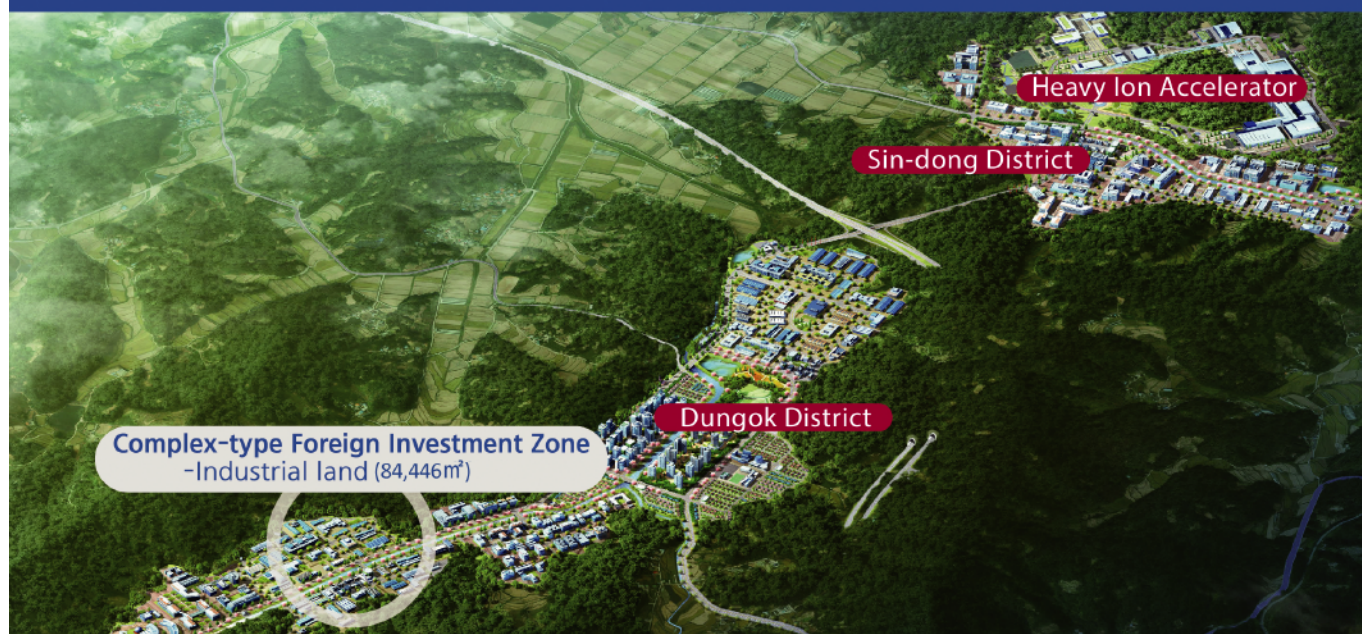 Heavy Ion Accelerator
Sin-dong District
Dungok District
Complex-type Foreign Investment Zone
-Industrial land (84,446㎡)